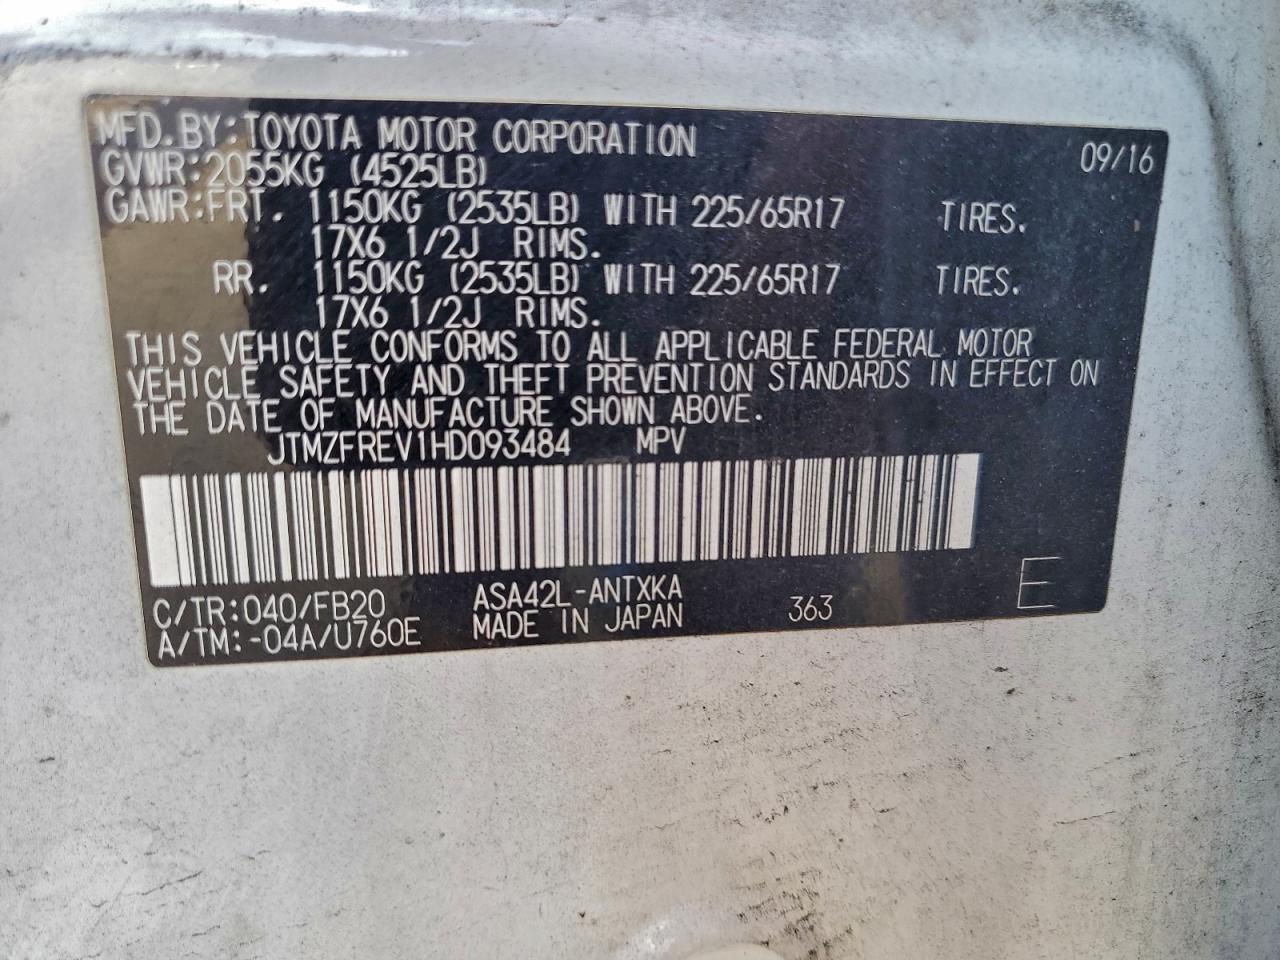 MFD.BY:TOYOTA MOTOR CORPORATION 09/16
GVWR:2055KG (4525LB)
GAWR:FRT. 1150KG (2535LB) WITH 225/65R17 TIRES.
17X6 1/2J RIMS.
RR. 1150KG (2535LB) WITH 225/65R17 TIRES.
17X6 1/2J RIMS.
THIS VEHICLE CONFORMS TO ALL APPLICABLE FEDERAL MOTOR
VEHICLE SAFETY AND THEFT PREVENTION STANDARDS IN EFFECT ON
THE DATE OF MANUFACTURE SHOWN ABOVE.
JTMZFREV1HD093484 MPV
C/TR:040/FB20 ASA42L-ANTXKA 363 E
A/TM:-04A/U760E MADE IN JAPAN